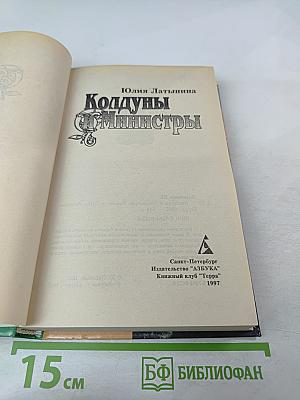 Юлия Латынина
Колдуны
и Министры
Санкт-Петербург
Издательство "АЗБУКА"
Книжный клуб "Терра"
1997
15 см
БФ БИБЛИОФАН